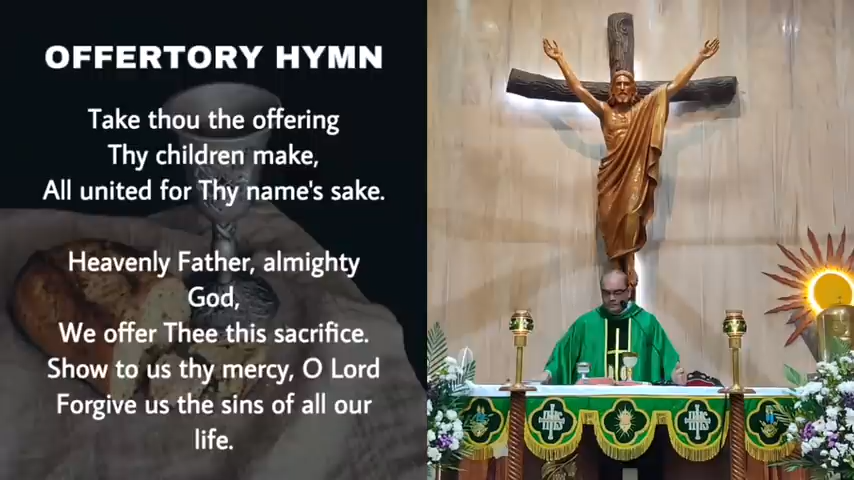 OFFERTORY HYMN
Take thou the offering
Thy children make,
All united for Thy name's sake.
Heavenly Father, almighty
God,
We offer Thee this sacrifice.
Show to us thy mercy, O Lord
Forgive us the sins of all our
life.
IHS
IHS